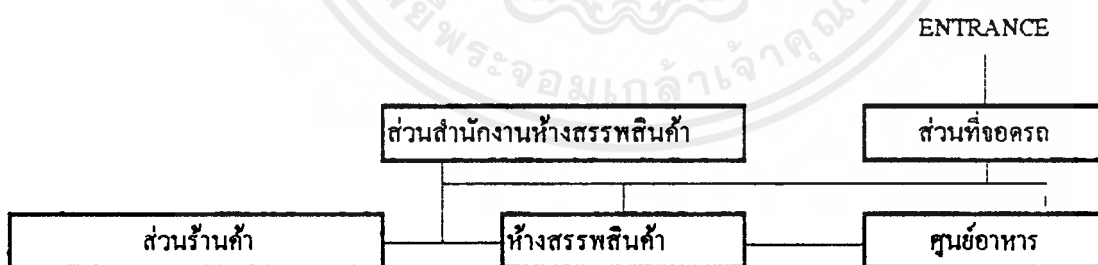 ENTRANCE
ส่วนสำนักงานห้างสรรพสินค้า
ส่วนที่จอดรถ
ส่วนร้านค้า
ห้างสรรพสินค้า
ศูนย์อาหาร